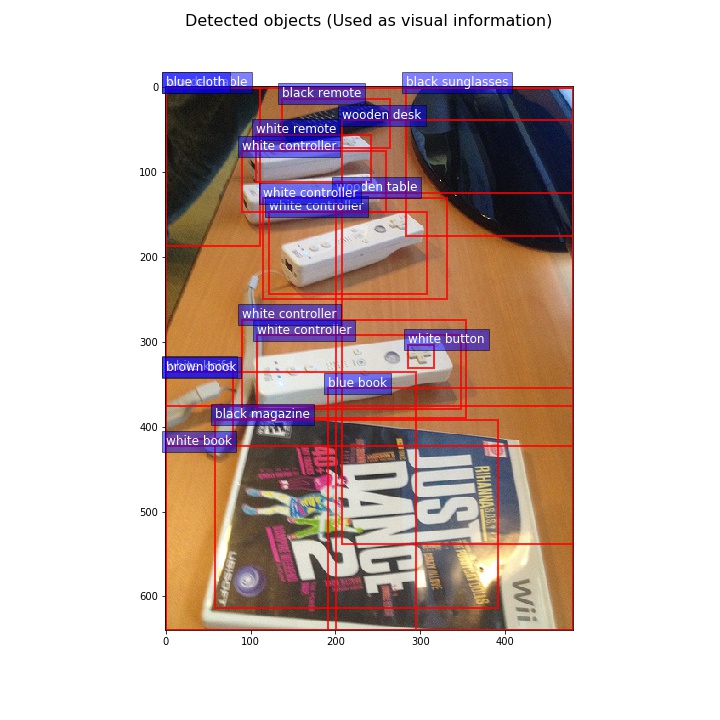 Detected objects (Used as visual information)
blue cloth
black sunglasses
black remote
wooden desk
white remote
white controller
wooden table
white controller
white controller
white controller
white controller
white button
brown book
blue book
black magazine
white book
0
100
200
300
400
500
600
0
100
200
300
400
JUST
DANCE
2
RIHANNA
UBISOFT
Wii